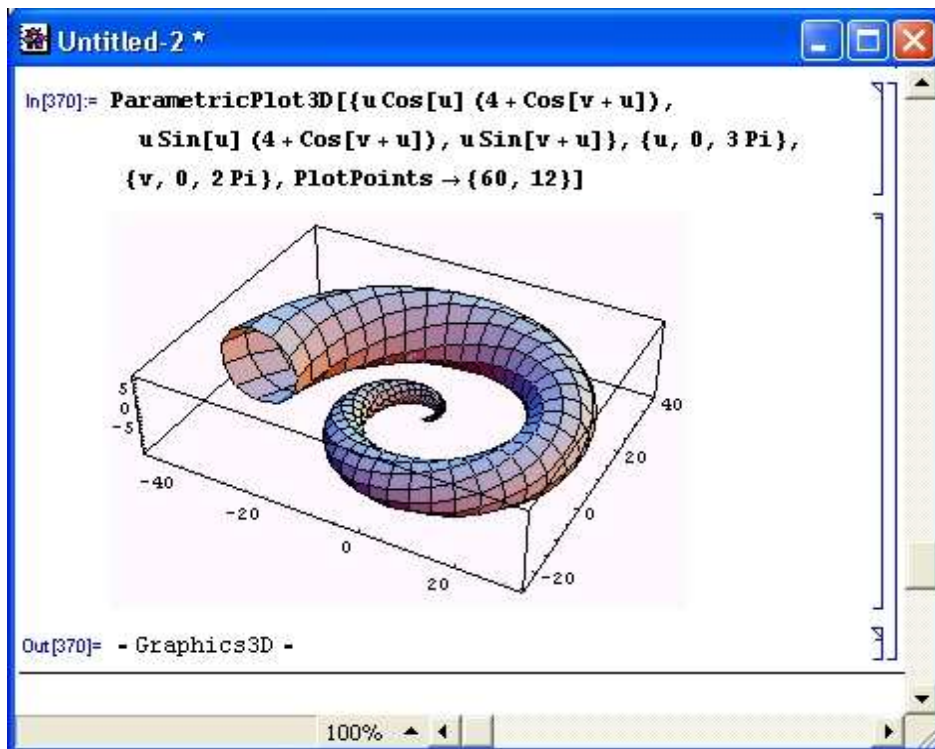 Untitled-2 *
In[370]:= ParametricPlot3D[{u Cos[u] (4 + Cos[v + u]),
u Sin[u] (4 + Cos[v + u]), u Sin[v + u]}, {u, 0, 3 Pi},
{v, 0, 2 Pi}, PlotPoints → {60, 12}]
5
0
-5
-40
-20
0
20
40
20
0
-20
Out[370]= - Graphics3D -
100%